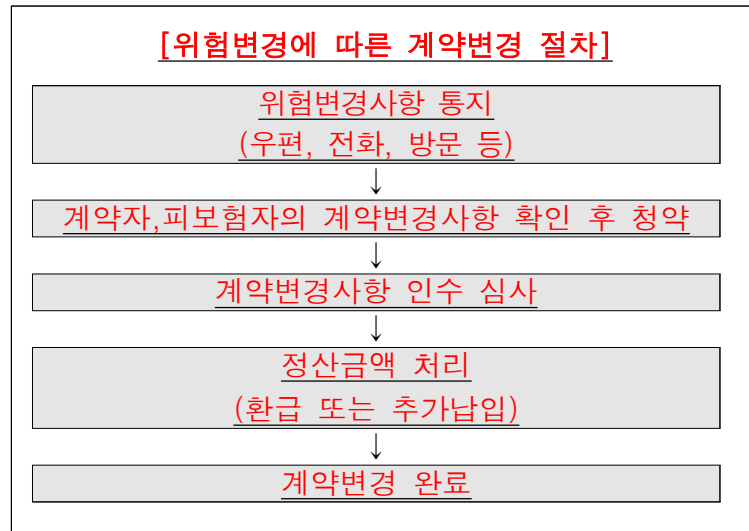 [위험변경에 따른 계약변경 절차]
위험변경사항 통지
(우편, 전화, 방문 등)
계약자,피보험자의 계약변경사항 확인 후 청약
계약변경사항 인수 심사
정산금액 처리
(환급 또는 추가납입)
계약변경 완료